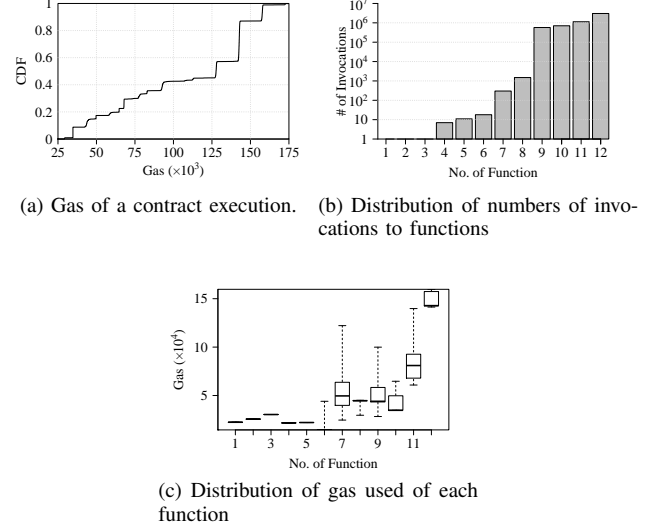 1
0.8
0.6
0.4
0.2
0
CDF
25 50 75 100 125 150 175
Gas (×10³)
(a) Gas of a contract execution.
10⁷
10⁶
10⁵
10⁴
10³
10²
10
1
# of Invocations
1 2 3 4 5 6 7 8 9 10 11 12
No. of Function
(b) Distribution of numbers of invo-
cations to functions
15
10
5
Gas (×10⁴)
1 3 5 7 9 11
No. of Function
(c) Distribution of gas used of each
function